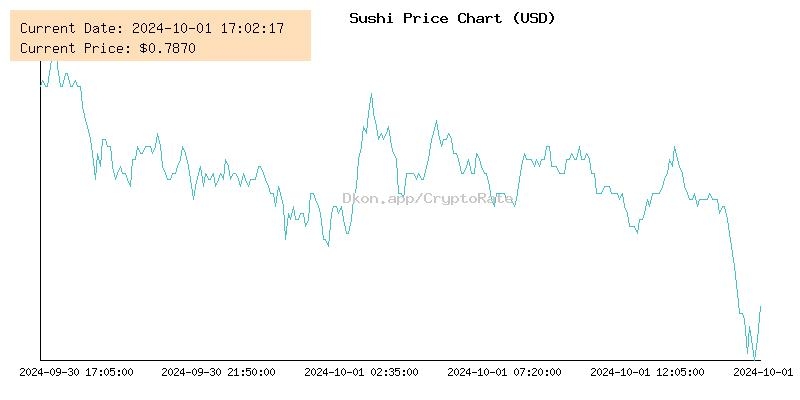 Sushi Price Chart (USD)
Current Date: 2024-10-01 17:02:17
Current Price: $0.7870
Dkon.app/CryptoRate
2024-09-30 17:05:00 2024-09-30 21:50:00 2024-10-01 02:35:00 2024-10-01 07:20:00 2024-10-01 12:05:00 2024-10-01